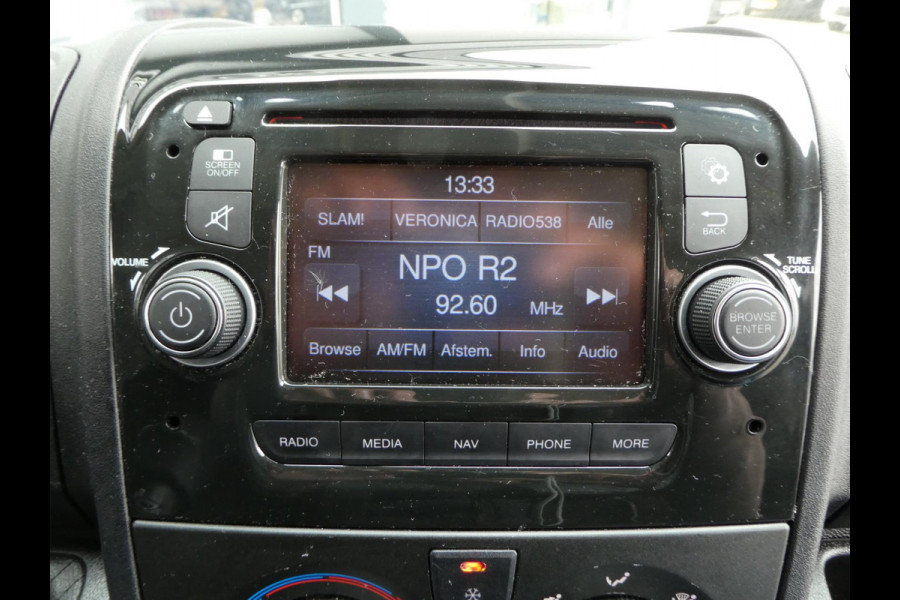 SCREEN
ON/OFF
VOLUME
13:33
SLAM! VERONICA RADIO538 Alle
FM
NPO R2
92.60 MHz
Browse AM/FM Afstem. Info Audio
BACK
TUNE
SCROLL
BROWSE
ENTER
RADIO MEDIA NAV PHONE MORE